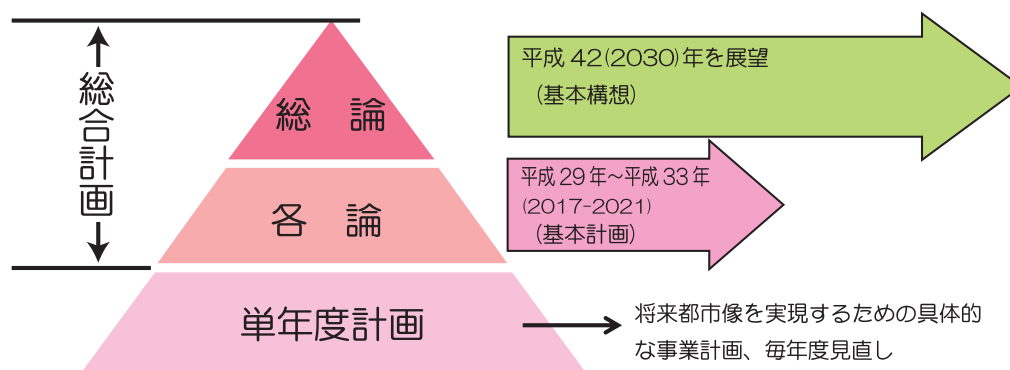 総合計画
総 論
各 論
単年度計画
平成 42(2030)年を展望
(基本構想)
平成 29 年~平成 33 年
(2017-2021)
(基本計画)
将来都市像を実現するための具体的
な事業計画、毎年度見直し